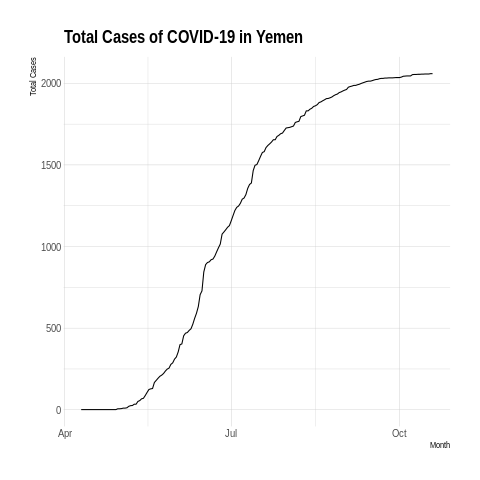 Total Cases of COVID-19 in Yemen
Total Cases
2000
1500
1000
500
0
Apr
Jul
Oct
Month